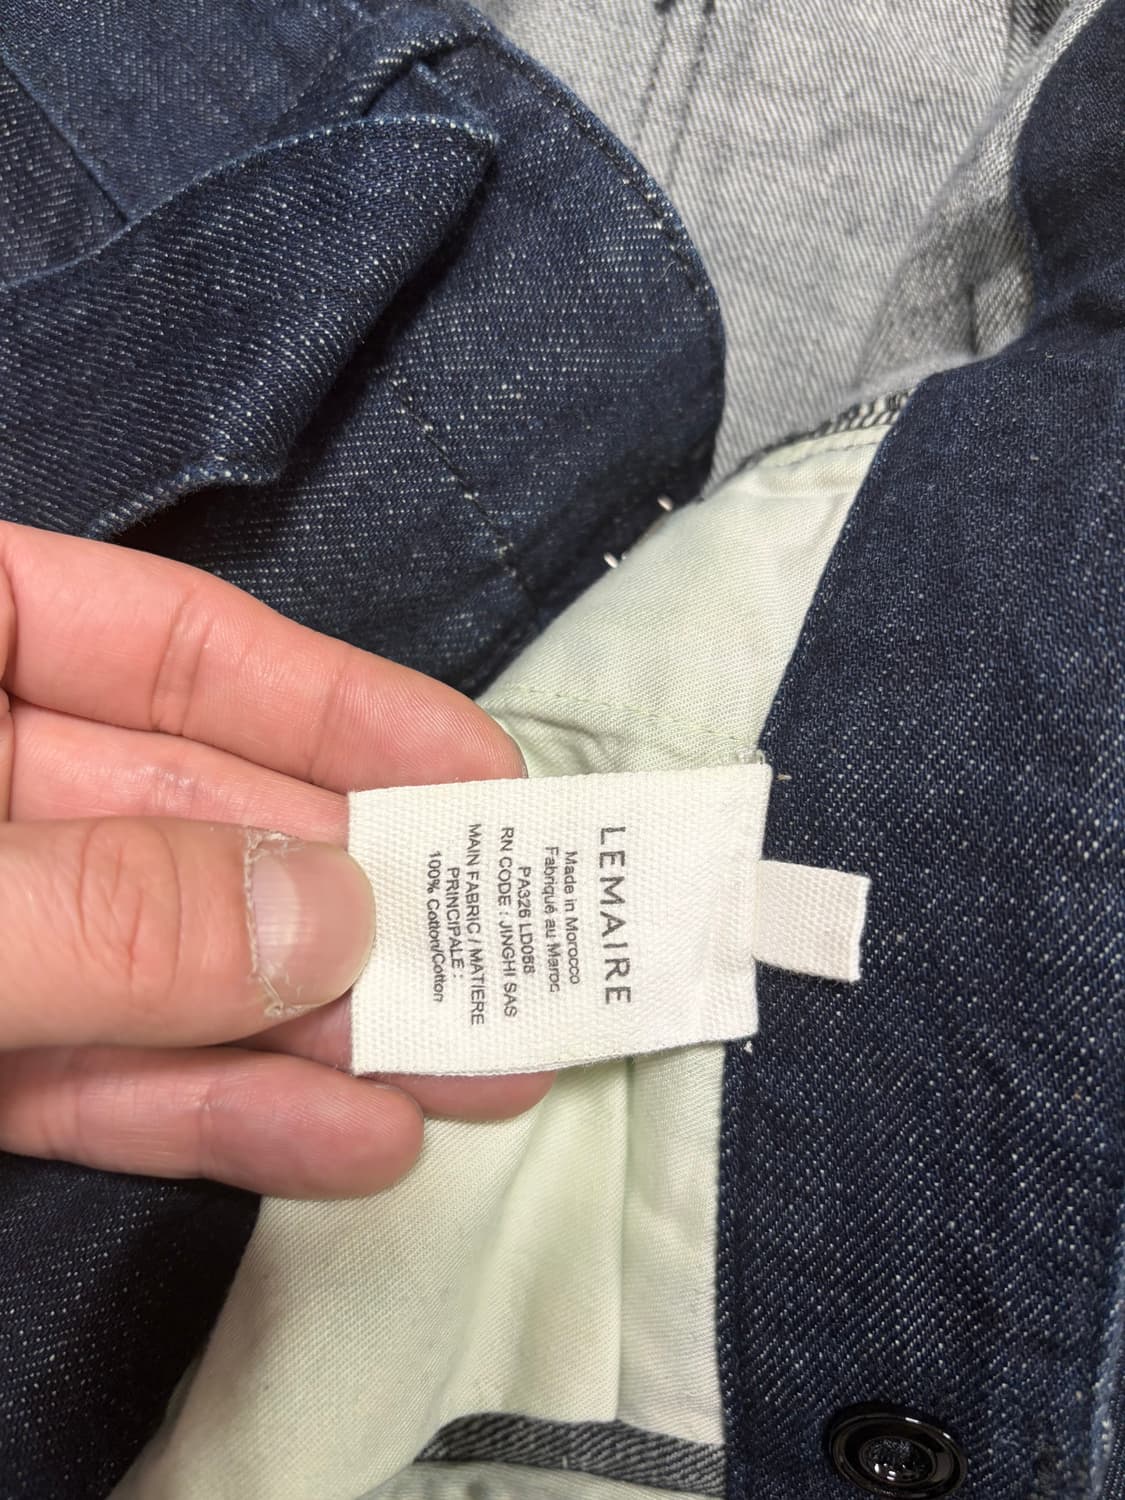 LEMAIRE
Made in Morocco
Fabriqué au Maroc
PA326 LD056
RN CODE : JINGHI SAS
MAIN FABRIC / MATIERE
PRINCIPALE :
100% Cotton/Coton